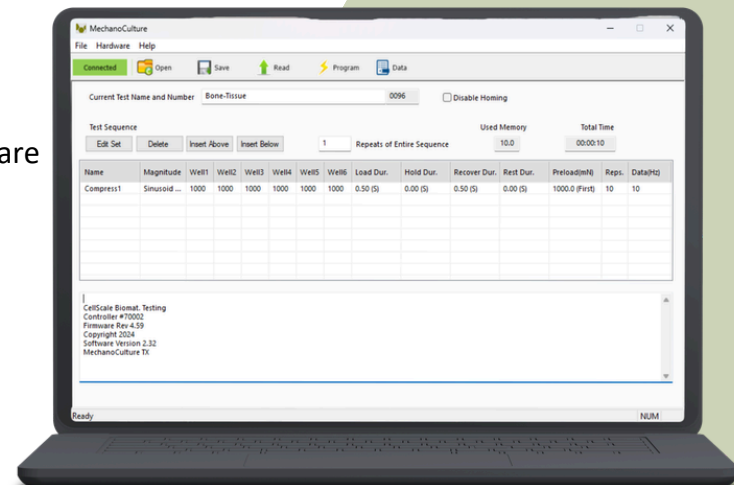 are
MechanoCulture
File Hardware Help
Connected Open Save Read Program Data
Current Test Name and Number Bone-Tissue 0096 Disable Homing
Test Sequence Used Memory Total Time
Edit Set Delete Insert Above Insert Below 1 Repeats of Entire Sequence 10.0 00:00:10
Name Magnitude Well1 Well2 Well3 Well4 Well5 Well6 Load Dur. Hold Dur. Recover Dur. Rest Dur. Preload(mN) Reps. Data(Hz)
Compress1 Sinusoid ... 1000 1000 1000 1000 1000 1000 0.50 (S) 0.00 (S) 0.50 (S) 0.00 (S) 1000.0 (First) 10 10
CellScale Biomat. Testing
Controller #70002
Firmware Rev 4.59
Copyright 2024
Software Version 2.32
MechanoCulture TX
Ready NUM